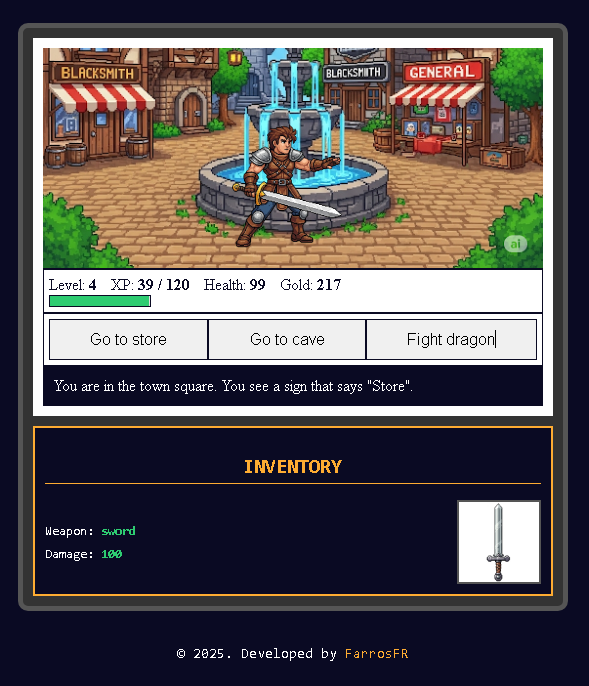 BLACKSMITH
BLACKSMIITH
GENERAL
ai
Level: 4 XP: 39 / 120 Health: 99 Gold: 217
Go to store
Go to cave
Fight dragon
You are in the town square. You see a sign that says "Store".
INVENTORY
Weapon: sword
Damage: 100
© 2025. Developed by FarrosFR